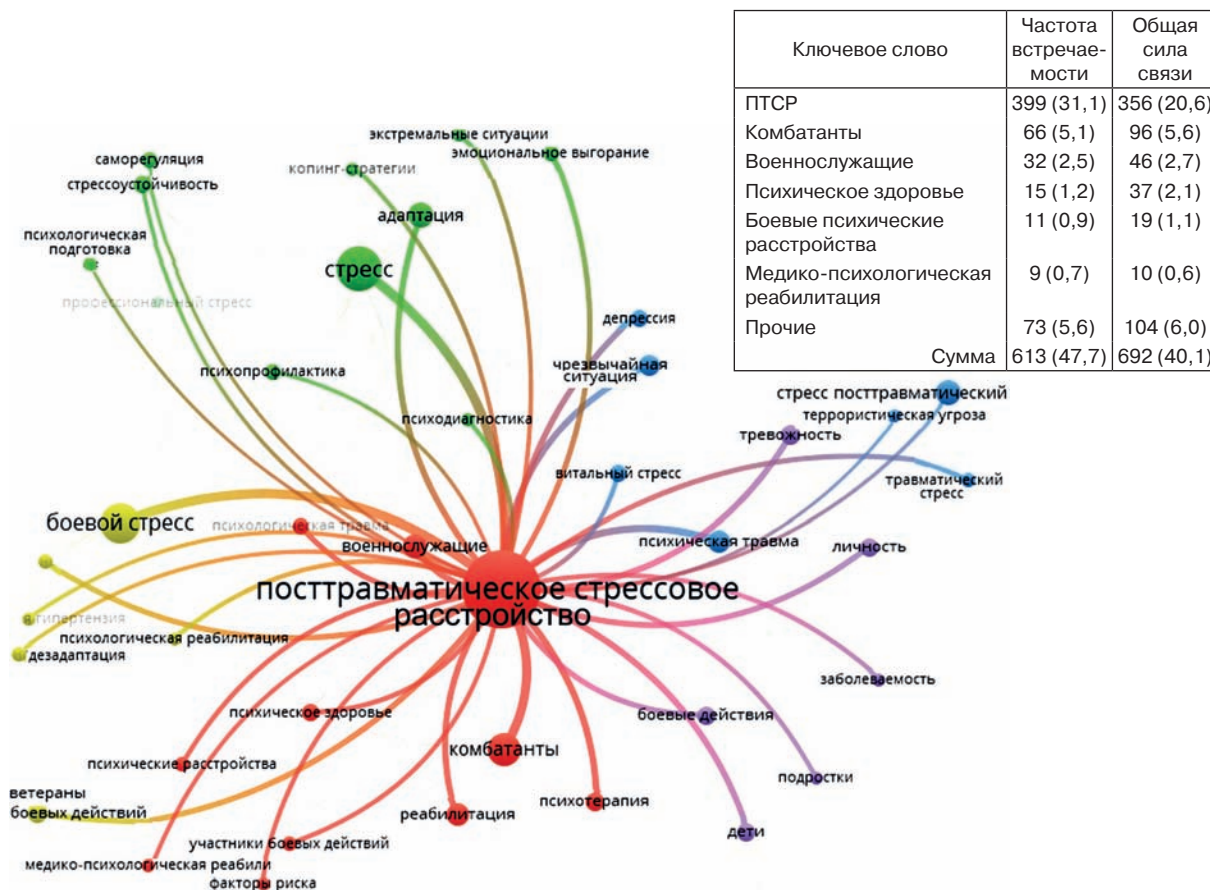 Ключевое слово
Частота
встречае-
мости
Общая
сила
связи
ПТСР 399 (31,1) 356 (20,6)
Комбатанты 66 (5,1) 96 (5,6)
Военнослужащие 32 (2,5) 46 (2,7)
Психическое здоровье 15 (1,2) 37 (2,1)
Боевые психические
расстройства 11 (0,9) 19 (1,1)
Медико-психологическая
реабилитация 9 (0,7) 10 (0,6)
Прочие 73 (5,6) 104 (6,0)
Сумма 613 (47,7) 692 (40,1)
экстремальные ситуации
эмоциональное выгорание
саморегуляция
копинг-стратегии
стрессоустойчивость
адаптация
психологическая
подготовка
стресс
профессиональный стресс
депрессия
чрезвычайная
ситуация
психопрофилактика
стресс посттравматический
террористическая угроза
психодиагностика
тревожность
витальный стресс
травматический
стресс
боевой стресс
психологическая травма
военнослужащие
психическая травма
личность
посттравматическое стрессовое
расстройство
я гипертензия
психологическая реабилитация
дезадаптация
заболеваемость
психическое здоровье
боевые действия
комбатанты
психические расстройства
подростки
ветераны
боевых действий
реабилитация
психотерапия
дети
участники боевых действий
медико-психологическая реабили
факторы риска